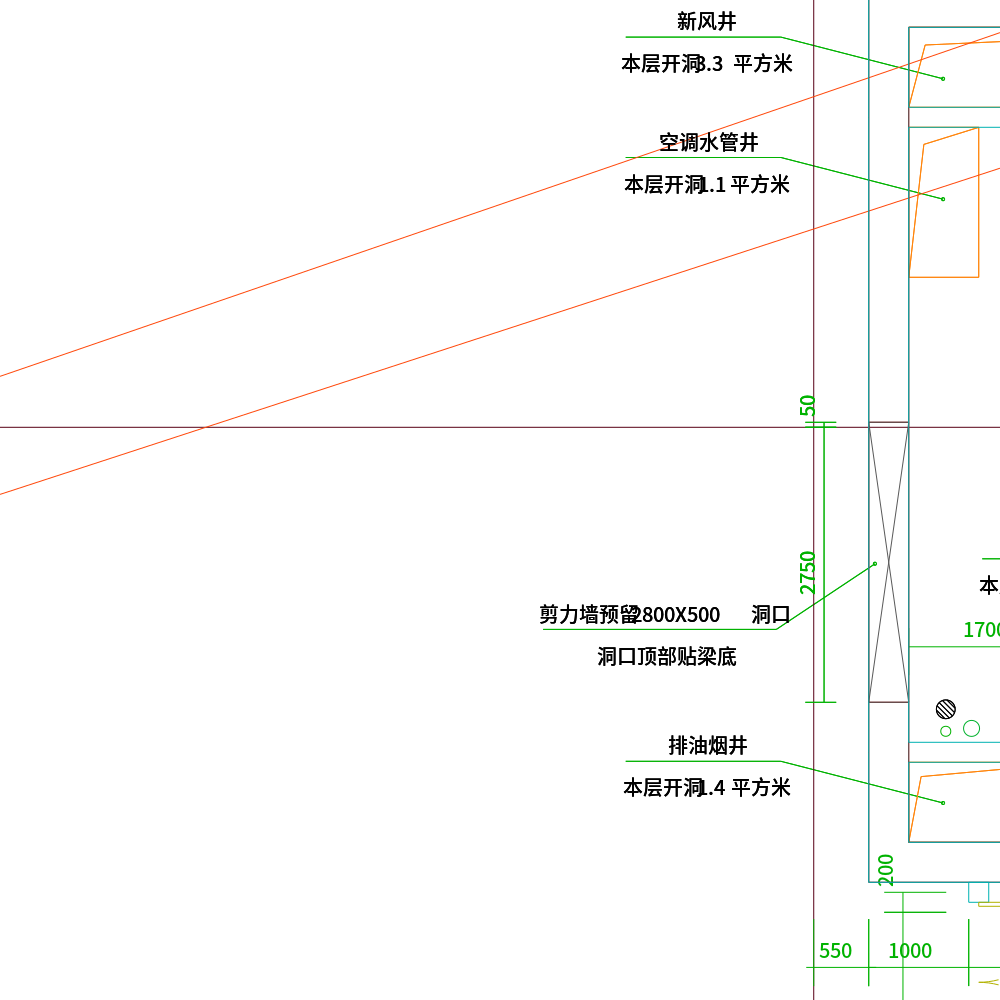 新风井
本层开洞3.3 平方米
空调水管井
本层开洞1.1平方米
50
2750
剪力墙预留2800X500 洞口
洞口顶部贴梁底
本
1700
排油烟井
本层开洞1.4 平方米
200
550
1000